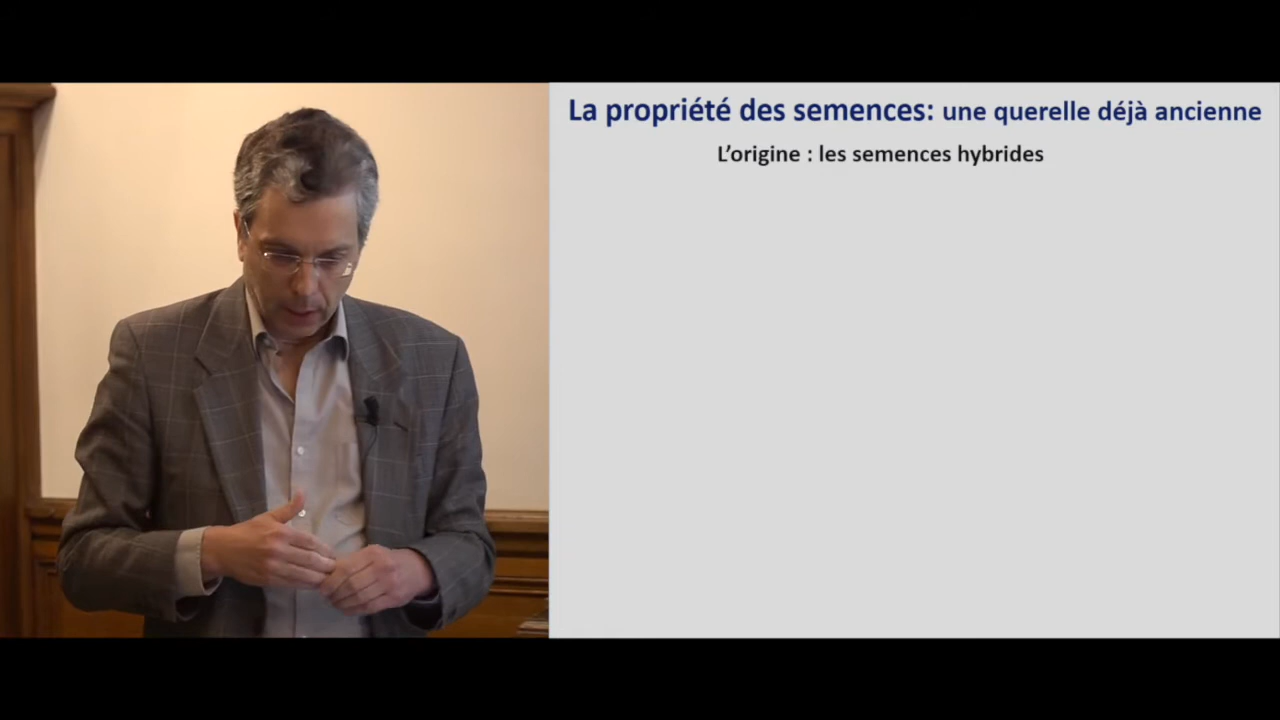 La propriété des semences: une querelle déjà ancienne
L’origine : les semences hybrides